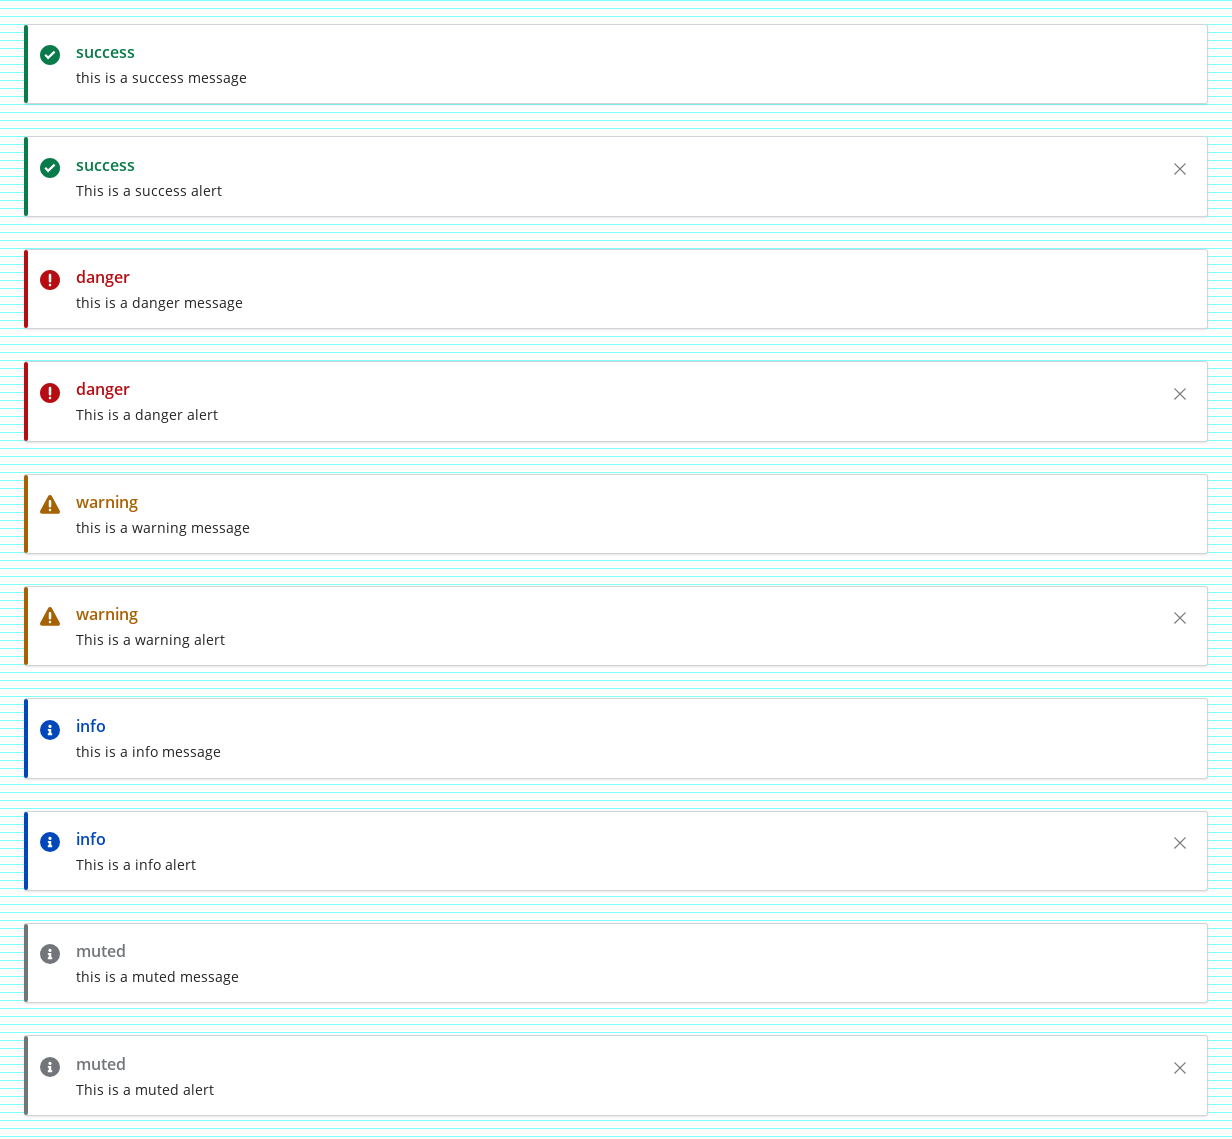 success
this is a success message
success
This is a success alert
danger
this is a danger message
danger
This is a danger alert
warning
this is a warning message
warning
This is a warning alert
info
this is a info message
info
This is a info alert
muted
this is a muted message
muted
This is a muted alert